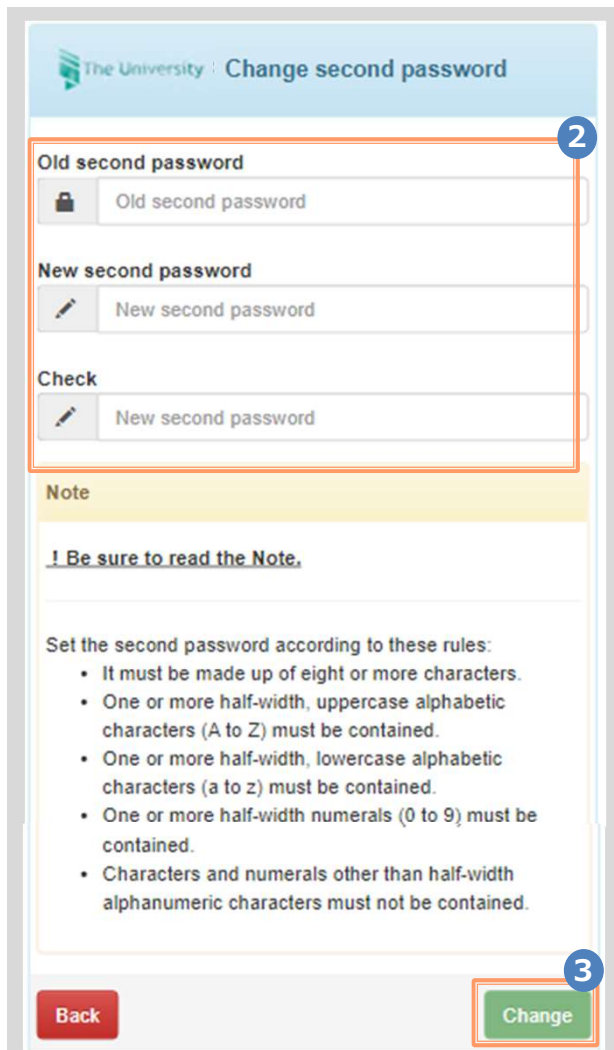 The University Change second password
2
Old second password
Old second password
New second password
New second password
Check
New second password
Note
! Be sure to read the Note.
Set the second password according to these rules:
• It must be made up of eight or more characters.
• One or more half-width, uppercase alphabetic
characters (A to Z) must be contained.
• One or more half-width, lowercase alphabetic
characters (a to z) must be contained.
• One or more half-width numerals (0 to 9) must be
contained.
• Characters and numerals other than half-width
alphanumeric characters must not be contained.
3
Back Change